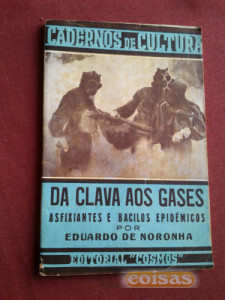 CADERNOS DE CULTURA
DA CLAVA AOS GASES
ASFIXIANTES E BACILOS EPIDÉMICOS
POR
EDUARDO DE NORONHA
EDITORIAL "COSMOS"
coisas